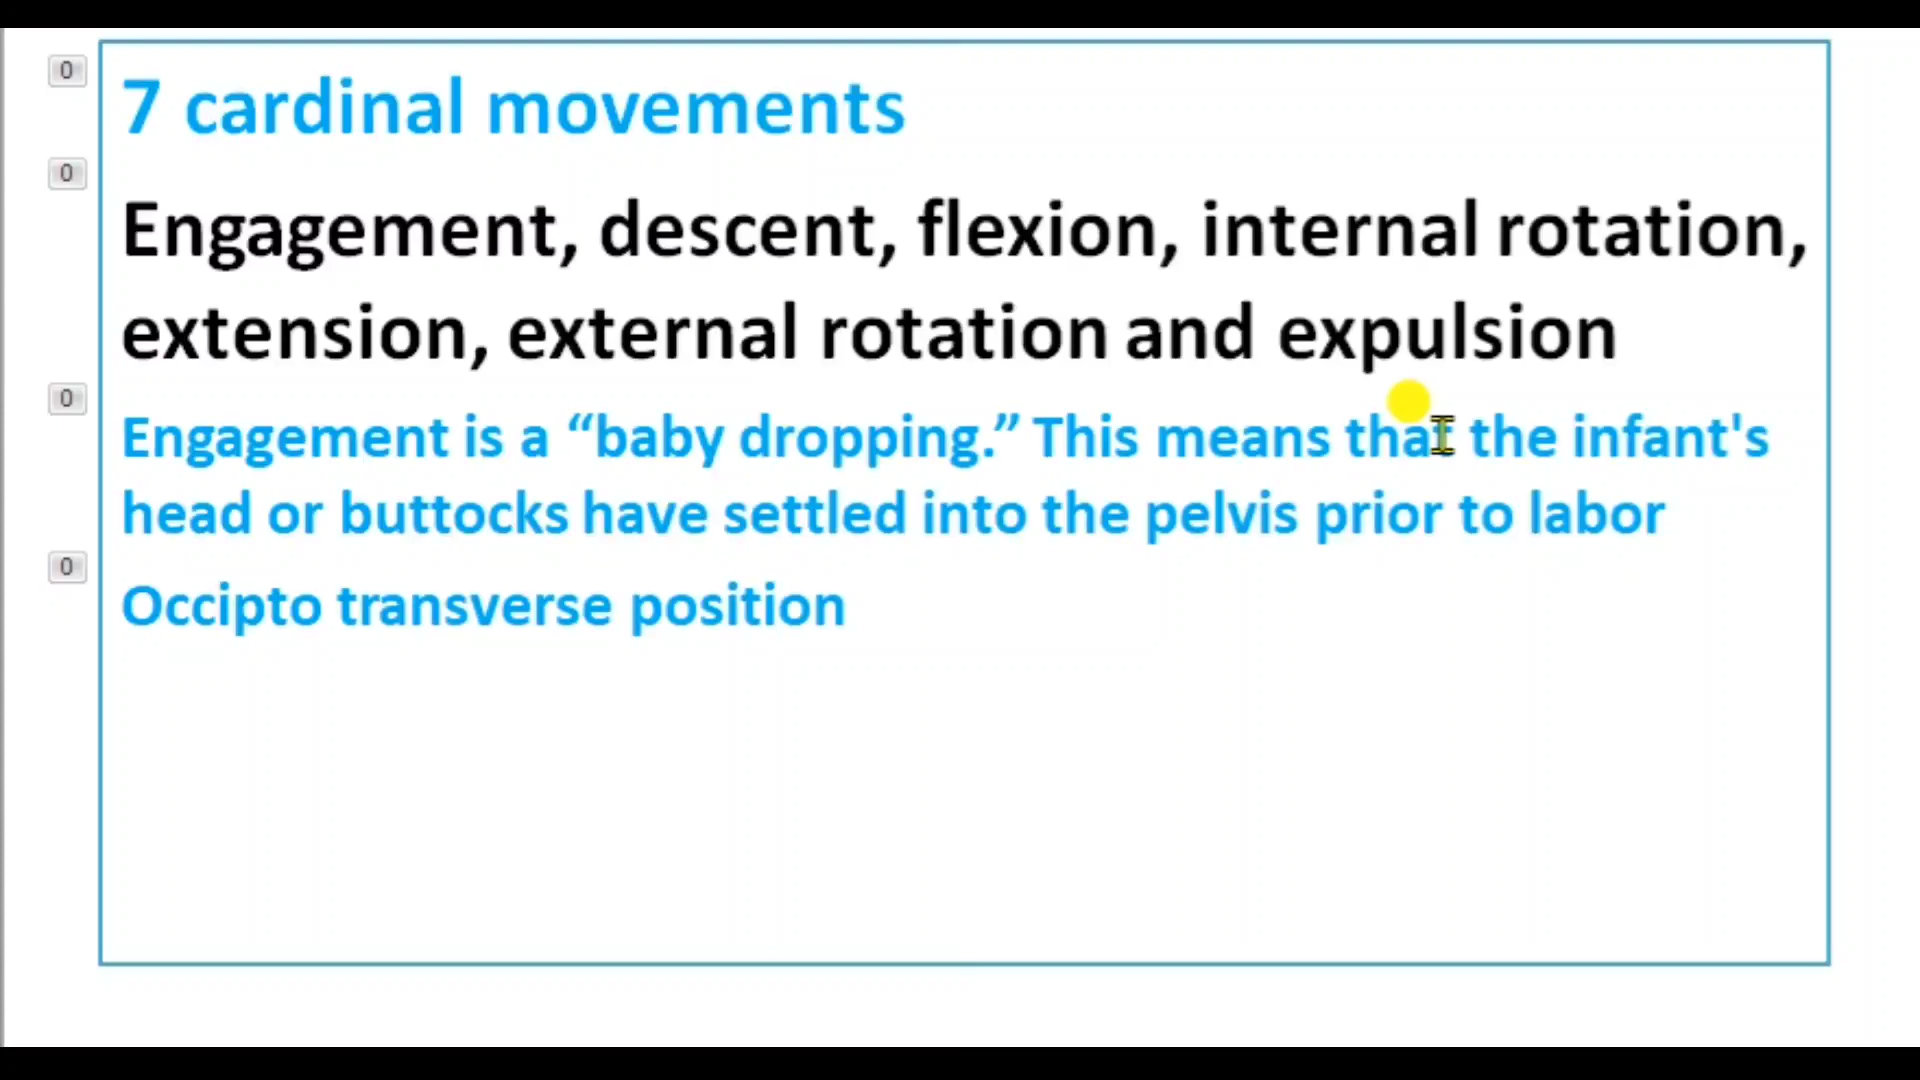 0
7 cardinal movements
0
Engagement, descent, flexion, internal rotation,
extension, external rotation and expulsion
0
Engagement is a “baby dropping.” This means that the infant's
head or buttocks have settled into the pelvis prior to labor
0
Occipto transverse position